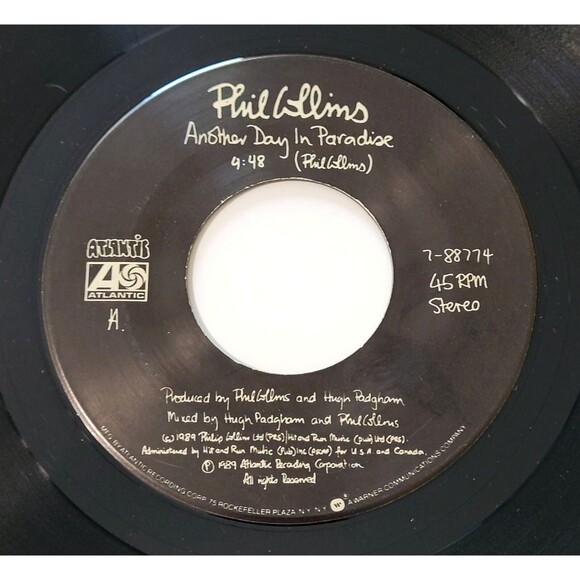 Phil Collins
Another Day In Paradise
4:48 (Phil Collins)
ATLANTIS
ATLANTIC
A.
7-88774
45 RPM
Stereo
Produced by Phil Collins and Hugh Padgham
Mixed by Hugh Padgham and Phil Collins
(c) 1989 Philip Collins Ltd (PRS) / Hit and Run Music (Pub) Ltd (PRS).
Administered by Hit and Run Music (Pub) Inc (ASCAP) for U.S.A. and Canada.
℗ 1989 Atlantic Recording Corporation
All Rights Reserved
MFG. BY ATLANTIC RECORDING CORP. 75 ROCKEFELLER PLAZA, N.Y. N.Y. A WARNER COMMUNICATIONS COMPANY